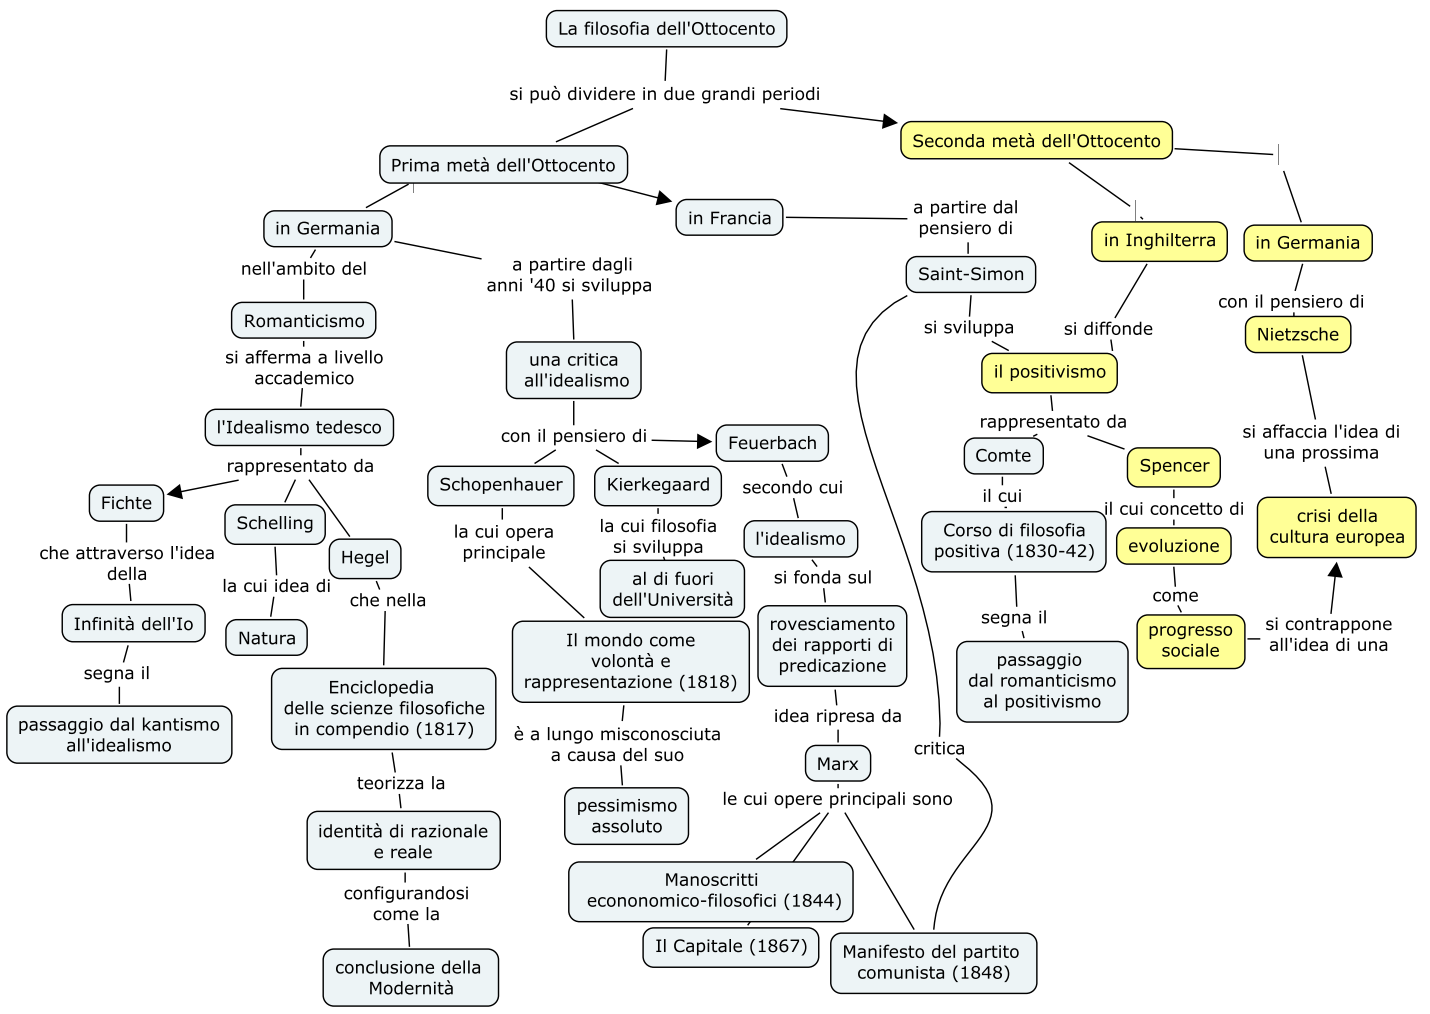 La filosofia dell'Ottocento
si può dividere in due grandi periodi
Prima metà dell'Ottocento
Seconda metà dell'Ottocento
in Germania
in Francia
a partire dal
pensiero di
in Inghilterra
in Germania
nell'ambito del
a partire dagli
anni '40 si sviluppa
Saint-Simon
con il pensiero di
Romanticismo
si sviluppa
si diffonde
Nietzsche
si afferma a livello
accademico
una critica
all'idealismo
il positivismo
l'Idealismo tedesco
con il pensiero di
Feuerbach
rappresentato da
si affaccia l'idea di
una prossima
rappresentato da
Fichte
Schelling
Hegel
Schopenhauer
Kierkegaard
secondo cui
Comte
Spencer
il cui
il cui concetto di
crisi della
cultura europea
che attraverso l'idea
della
la cui opera
principale
la cui filosofia
si sviluppa
l'idealismo
Corso di filosofia
positiva (1830-42)
evoluzione
la cui idea di
che nella
al di fuori
dell'Università
si fonda sul
come
Infinità dell'Io
Natura
Il mondo come
volontà e
rappresentazione (1818)
rovesciamento
dei rapporti di
predicazione
segna il
progresso
sociale
si contrappone
all'idea di una
segna il
Enciclopedia
delle scienze filosofiche
in compendio (1817)
passaggio
dal romanticismo
al positivismo
passaggio dal kantismo
all'idealismo
è a lungo misconosciuta
a causa del suo
idea ripresa da
Marx
critica
teorizza la
pessimismo
assoluto
le cui opere principali sono
identità di razionale
e reale
Manoscritti
econonomico-filosofici (1844)
configurandosi
come la
Il Capitale (1867)
Manifesto del partito
comunista (1848)
conclusione della
Modernità